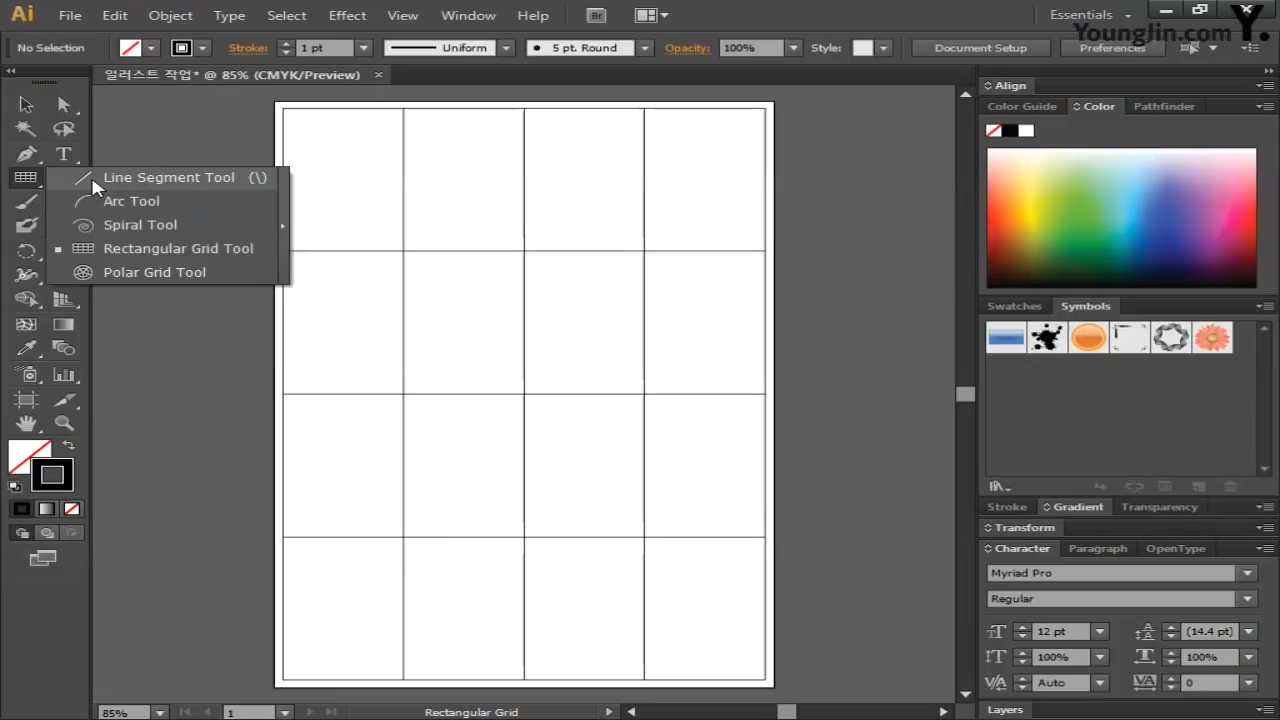 Ai File Edit Object Type Select Effect View Window Help Br Essentials
YoungJin.com Y.
No Selection Stroke: 1 pt Uniform 5 pt. Round Opacity: 100% Style: Document Setup Preferences
일러스트 작업* @ 85% (CMYK/Preview)
Align
Color Guide Color Pathfinder
T
Line Segment Tool (\)
Arc Tool
Spiral Tool
Rectangular Grid Tool
Polar Grid Tool
Swatches Symbols
Stroke Gradient Transparency
Transform
Character Paragraph OpenType
Myriad Pro
Regular
12 pt (14.4 pt)
100% 100%
Auto 0
Layers
85% 1 Rectangular Grid